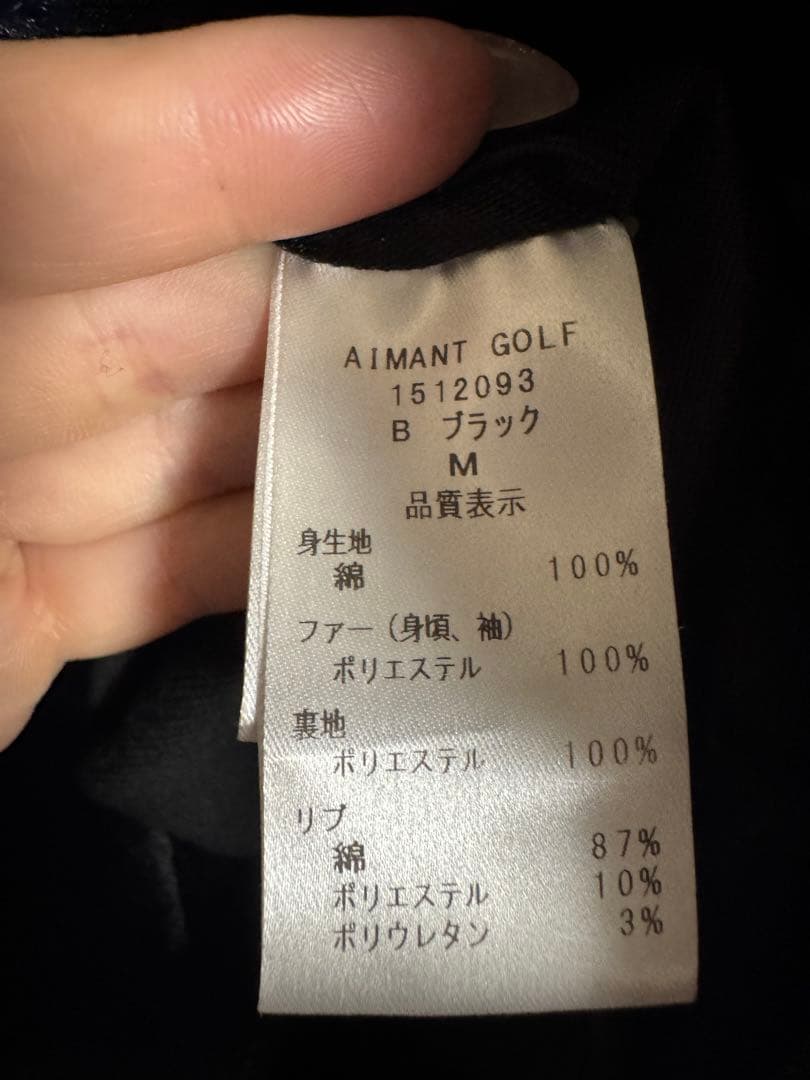 AIMANT GOLF
1512093
B ブラック
M
品質表示
身生地
綿 100%
ファー(身頃、袖)
ポリエステル 100%
裏地
ポリエステル 100%
リブ
綿 87%
ポリエステル 10%
ポリウレタン 3%